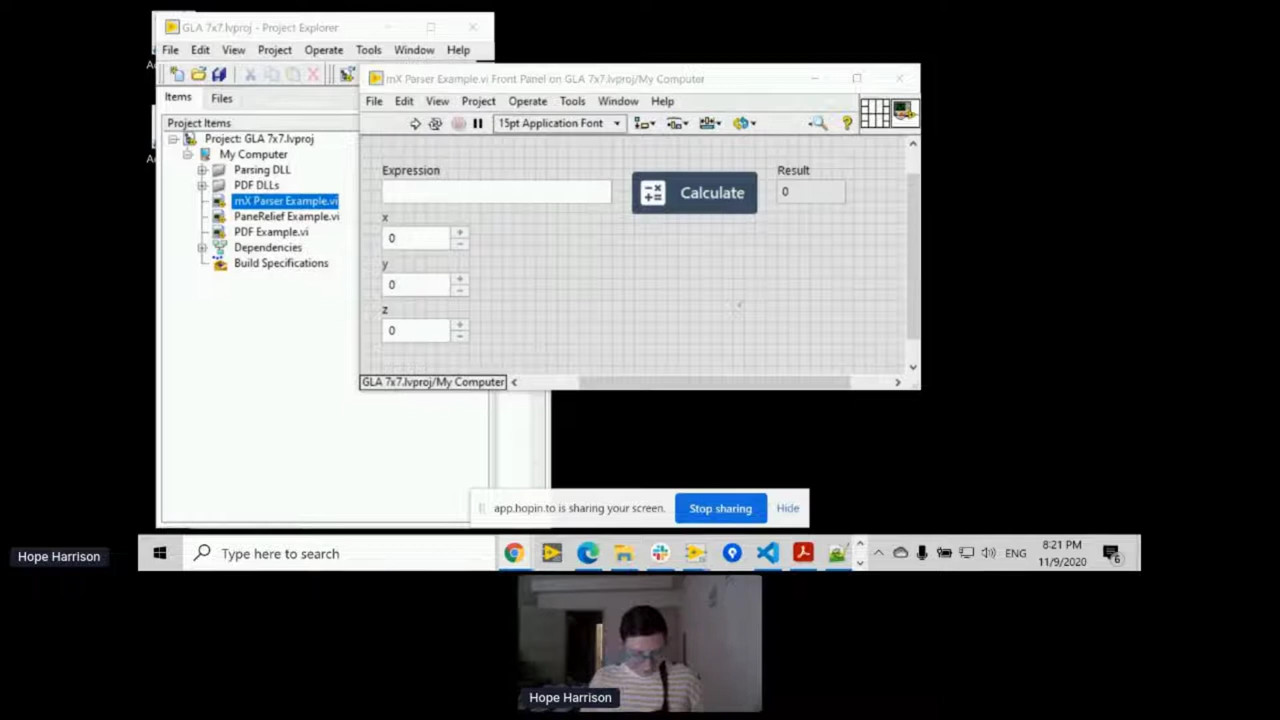 GLA 7x7.lvproj - Project Explorer
File Edit View Project Operate Tools Window Help
Items Files
Project Items
Project: GLA 7x7.lvproj
My Computer
Parsing DLL
PDF DLLs
mX Parser Example.vi
PaneRelief Example.vi
PDF Example.vi
Dependencies
Build Specifications
mX Parser Example.vi Front Panel on GLA 7x7.lvproj/My Computer
File Edit View Project Operate Tools Window Help
15pt Application Font
Expression
Calculate
Result
0
x
0
y
0
z
0
GLA 7x7.lvproj/My Computer
app.hopin.to is sharing your screen. Stop sharing Hide
Hope Harrison
Type here to search
ENG
8:21 PM
11/9/2020
6
Hope Harrison